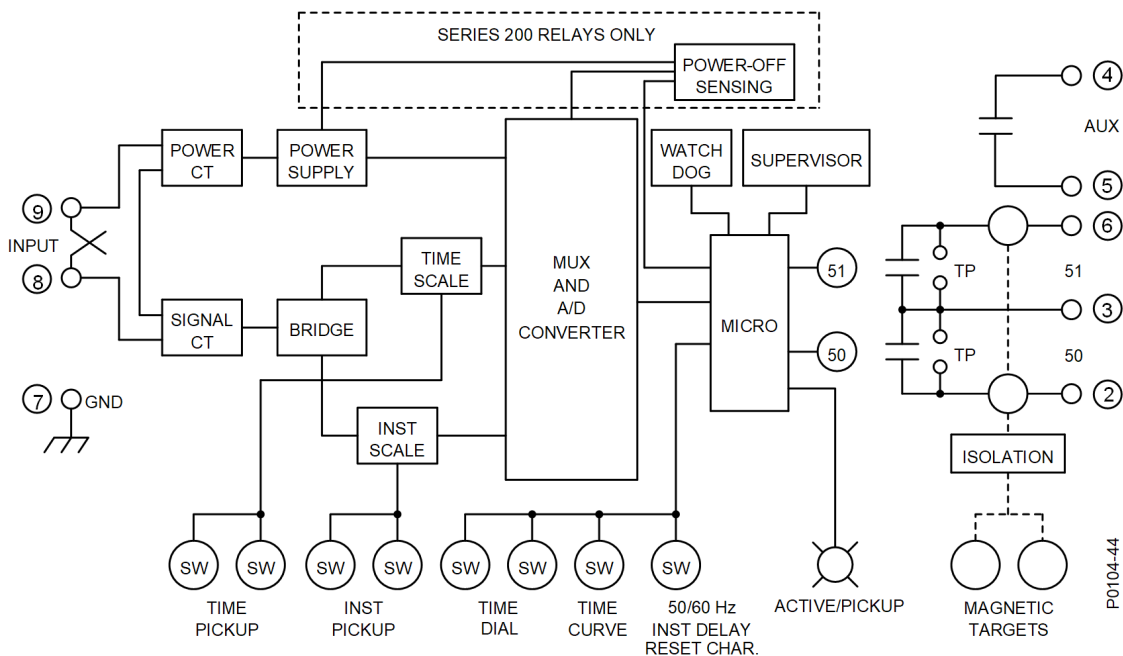 SERIES 200 RELAYS ONLY
POWER-OFF
SENSING
4
AUX
5
POWER
CT
POWER
SUPPLY
WATCH
DOG
SUPERVISOR
9
INPUT
8
6
TIME
SCALE
MUX
AND
A/D
CONVERTER
MICRO
51
50
TP
51
3
TP
50
2
SIGNAL
CT
BRIDGE
7
GND
INST
SCALE
ISOLATION
SW
SW
SW
SW
SW
SW
SW
SW
TIME
PICKUP
INST
PICKUP
TIME
DIAL
TIME
CURVE
50/60 Hz
INST DELAY
RESET CHAR.
ACTIVE/PICKUP
MAGNETIC
TARGETS
P0104-44